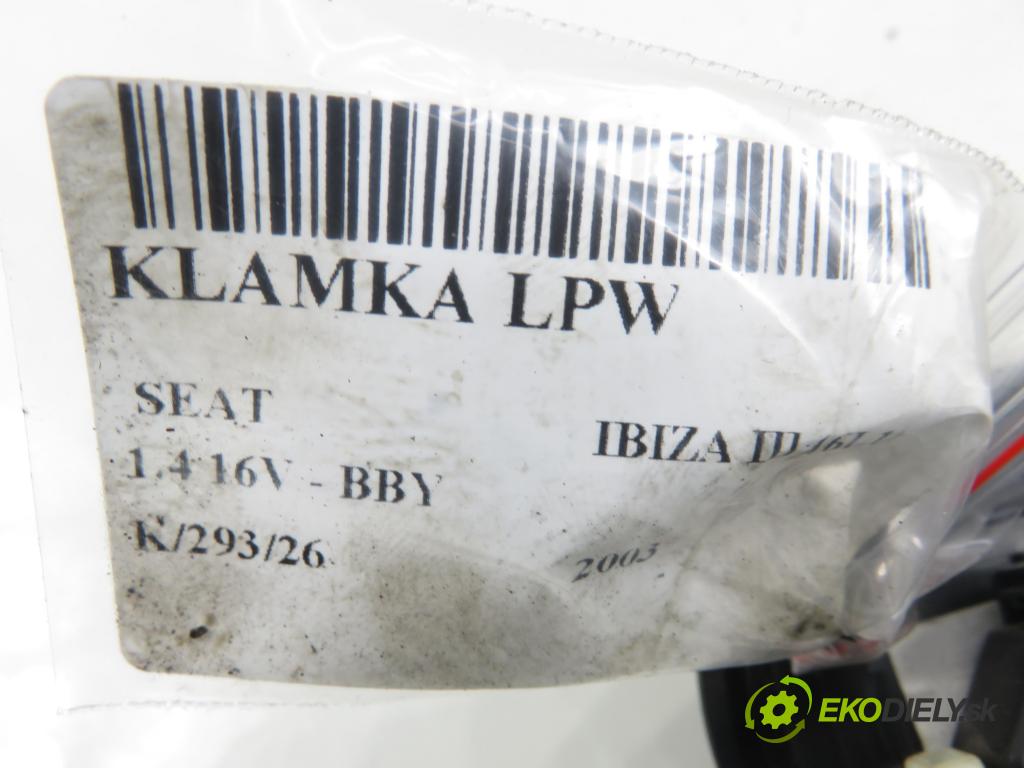 KLAMKA LPW
SEAT
IBIZA III
1.4 16V - BBY
K/293/26
2003
EKODIELY.sk